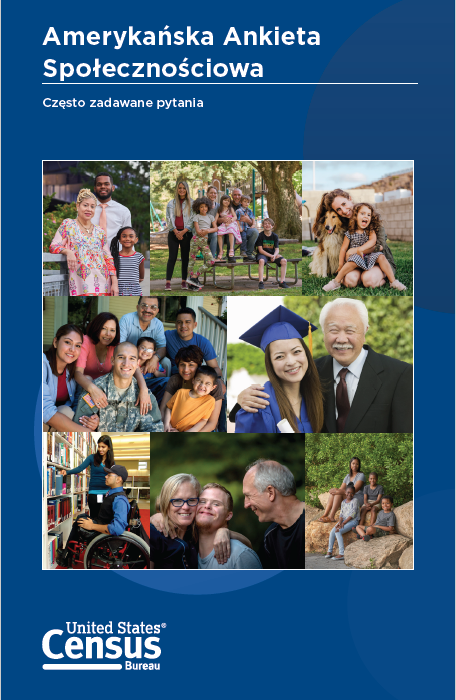 Amerykańska Ankieta
Społecznościowa
Często zadawane pytania
United States®
Census
Bureau